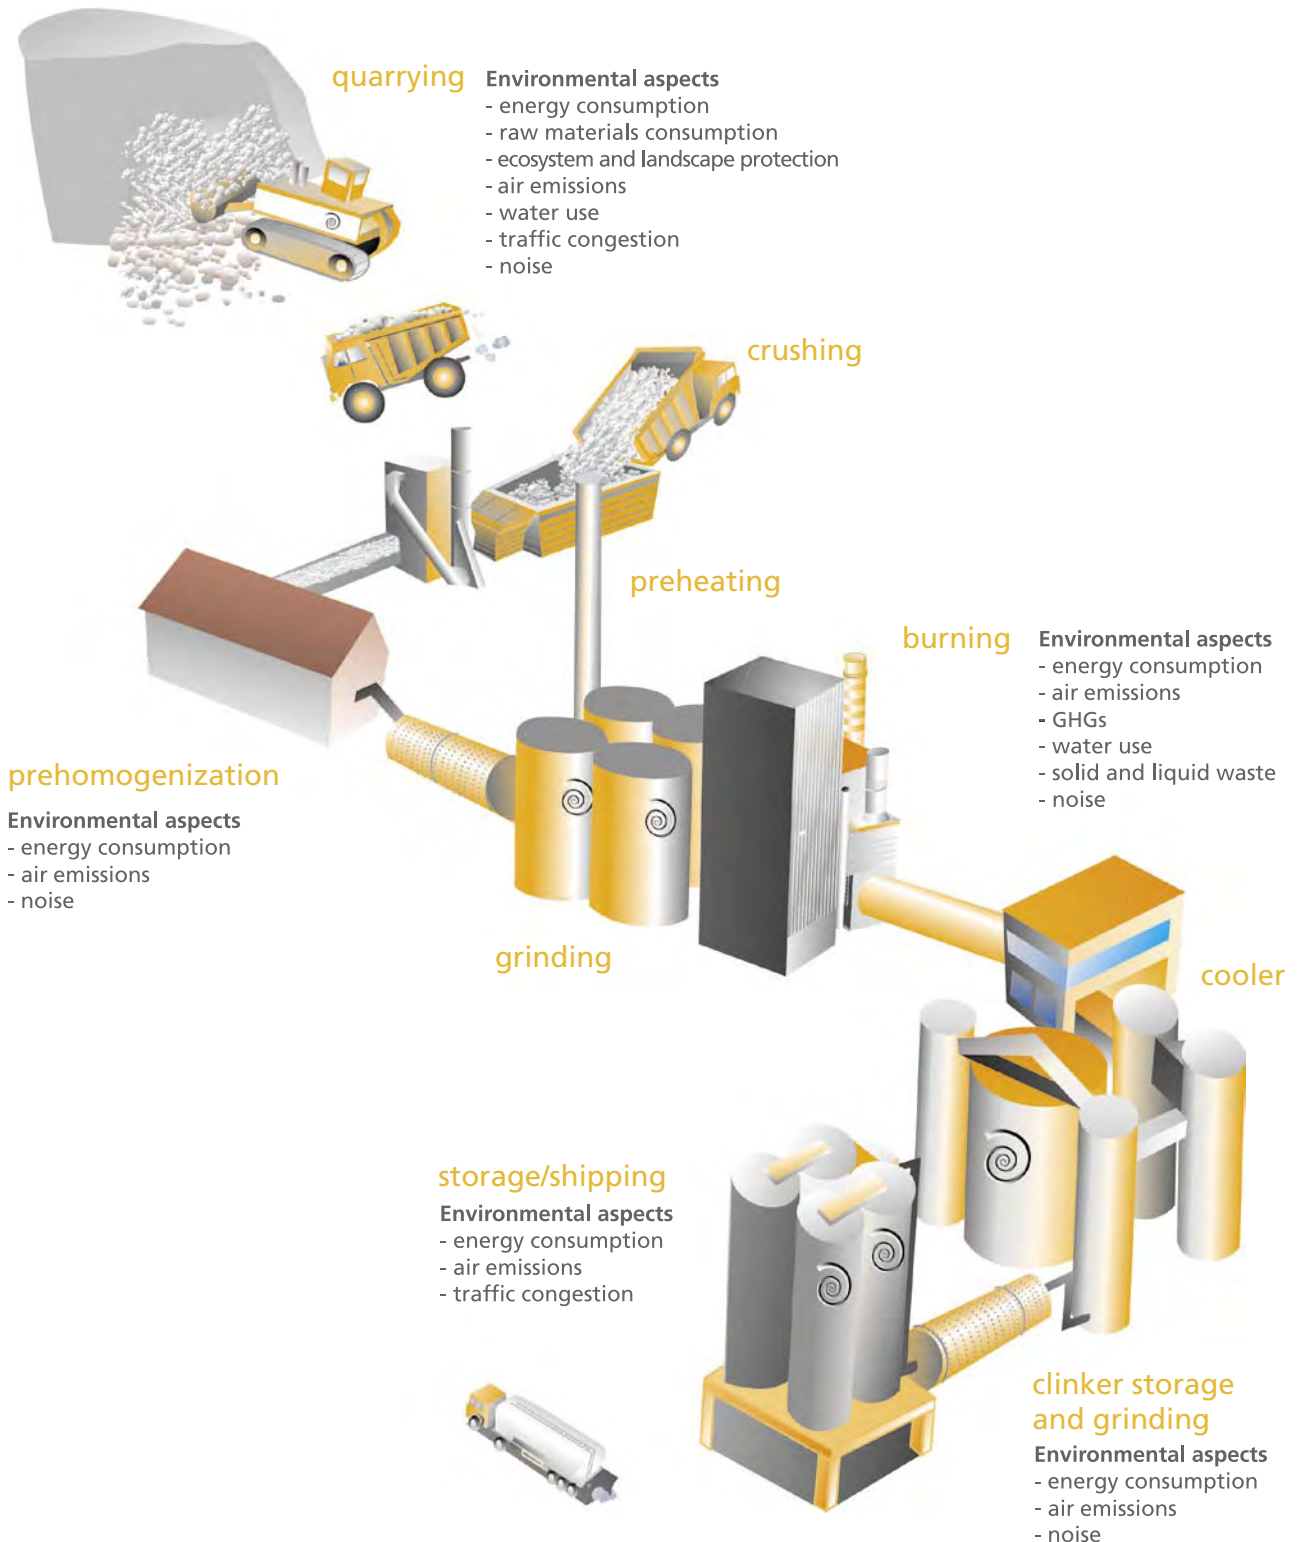 quarrying
Environmental aspects
- energy consumption
- raw materials consumption
- ecosystem and landscape protection
- air emissions
- water use
- traffic congestion
- noise
crushing
preheating
burning
Environmental aspects
- energy consumption
- air emissions
- GHGs
- water use
- solid and liquid waste
- noise
prehomogenization
Environmental aspects
- energy consumption
- air emissions
- noise
grinding
cooler
storage/shipping
Environmental aspects
- energy consumption
- air emissions
- traffic congestion
clinker storage
and grinding
Environmental aspects
- energy consumption
- air emissions
- noise